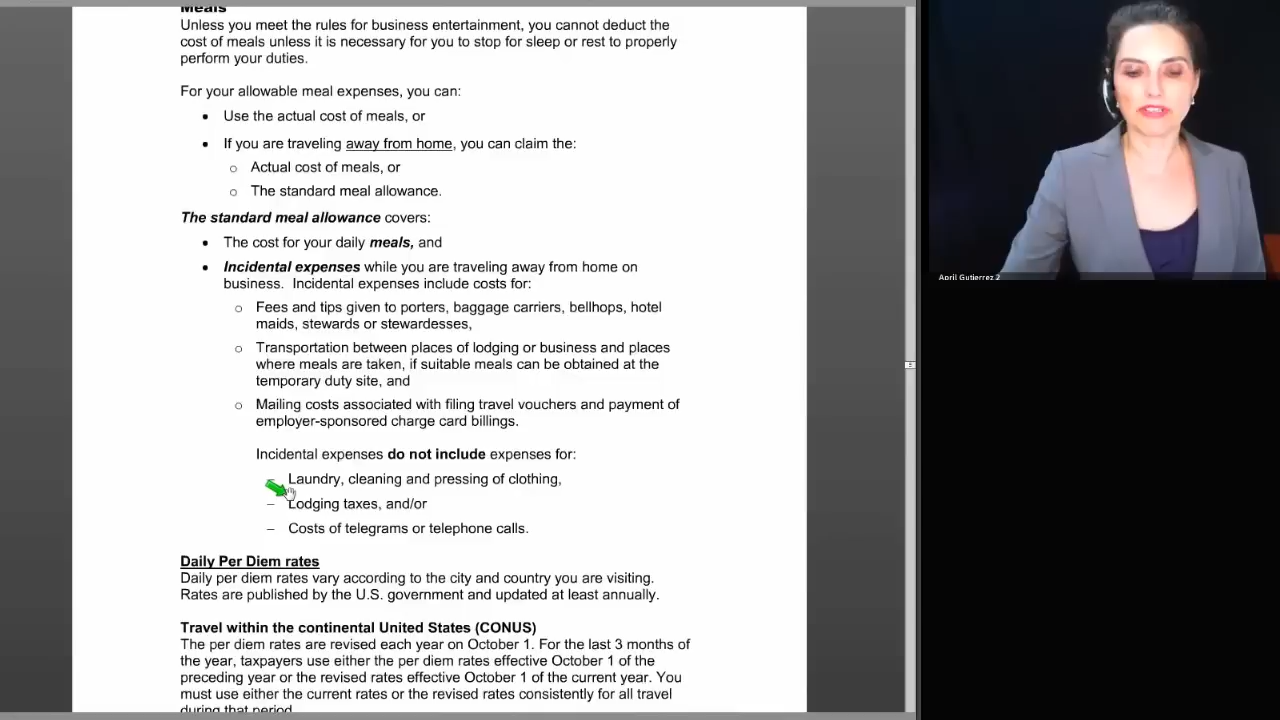 Meals
Unless you meet the rules for business entertainment, you cannot deduct the
cost of meals unless it is necessary for you to stop for sleep or rest to properly
perform your duties.
For your allowable meal expenses, you can:
• Use the actual cost of meals, or
• If you are traveling away from home, you can claim the:
o Actual cost of meals, or
o The standard meal allowance.
The standard meal allowance covers:
• The cost for your daily meals, and
• Incidental expenses while you are traveling away from home on
business. Incidental expenses include costs for:
o Fees and tips given to porters, baggage carriers, bellhops, hotel
maids, stewards or stewardesses,
o Transportation between places of lodging or business and places
where meals are taken, if suitable meals can be obtained at the
temporary duty site, and
o Mailing costs associated with filing travel vouchers and payment of
employer-sponsored charge card billings.
Incidental expenses do not include expenses for:
– Laundry, cleaning and pressing of clothing,
– Lodging taxes, and/or
– Costs of telegrams or telephone calls.
Daily Per Diem rates
Daily per diem rates vary according to the city and country you are visiting.
Rates are published by the U.S. government and updated at least annually.
Travel within the continental United States (CONUS)
The per diem rates are revised each year on October 1. For the last 3 months of
the year, taxpayers use either the per diem rates effective October 1 of the
preceding year or the revised rates effective October 1 of the current year. You
must use either the current rates or the revised rates consistently for all travel
during that period
April Gutierrez 2